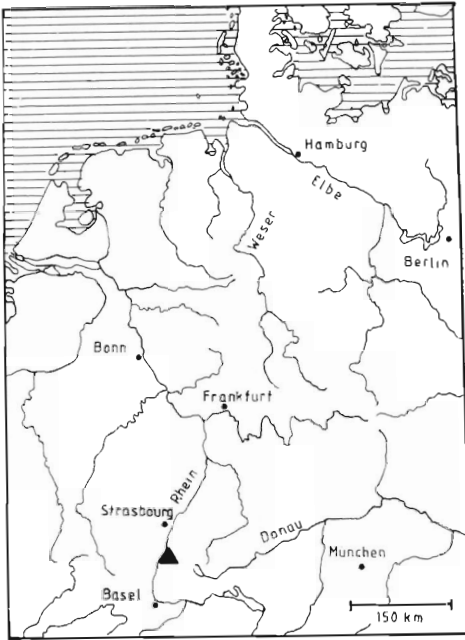 Hamburg
Elbe
Weser
Berlin
Bonn
Frankfurt
Rhein
Strasbourg
Donau
Munchen
Basel
150 km